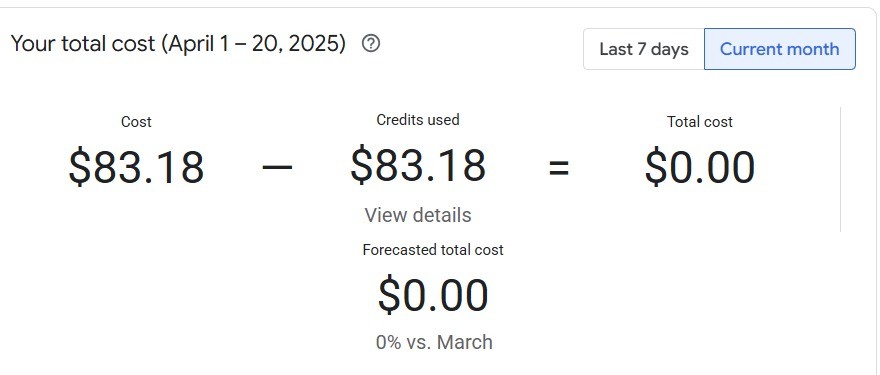 Your total cost (April 1 – 20, 2025)
Last 7 days
Current month
Cost
Credits used
Total cost
$83.18 – $83.18 = $0.00
View details
Forecasted total cost
$0.00
0% vs. March